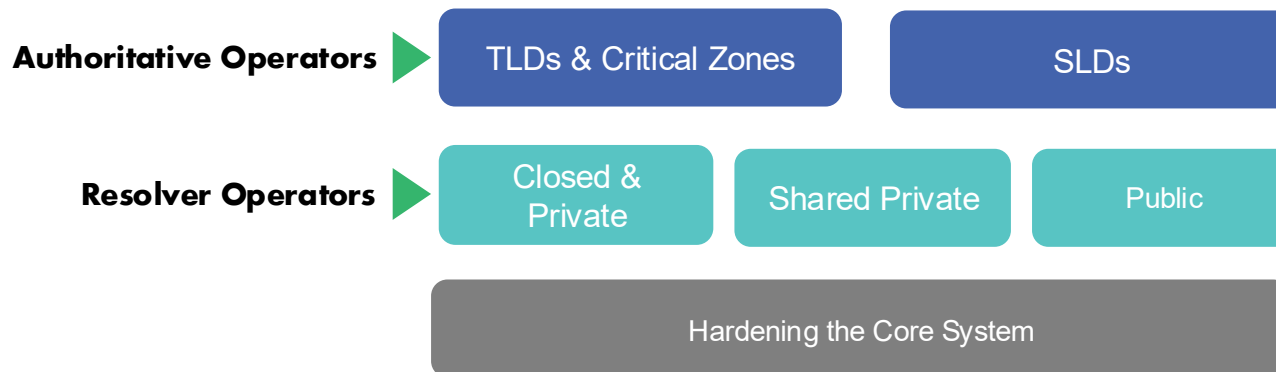 Authoritative Operators
TLDs & Critical Zones
SLDs
Resolver Operators
Closed &
Private
Shared Private
Public
Hardening the Core System